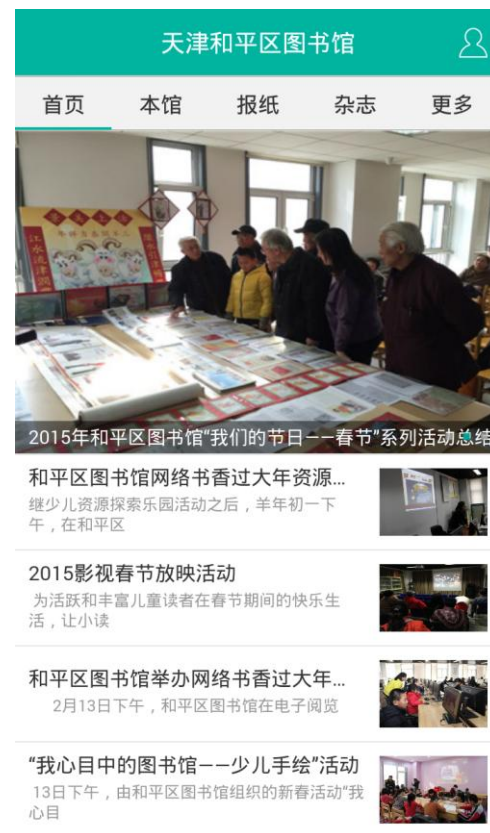 天津和平区图书馆
首页 本馆 报纸 杂志 更多
2015年和平区图书馆“我们的节日——春节”系列活动总结
和平区图书馆网络书香过大年资源...
继少儿资源探索乐园活动之后，羊年初一下
午，在和平区
2015影视春节放映活动
为活跃和丰富儿童读者在春节期间的快乐生
活，让小读
和平区图书馆举办网络书香过大年...
2月13日下午，和平区图书馆在电子阅览
“我心目中的图书馆——少儿手绘”活动
13日下午，由和平区图书馆组织的新春活动“我
心目